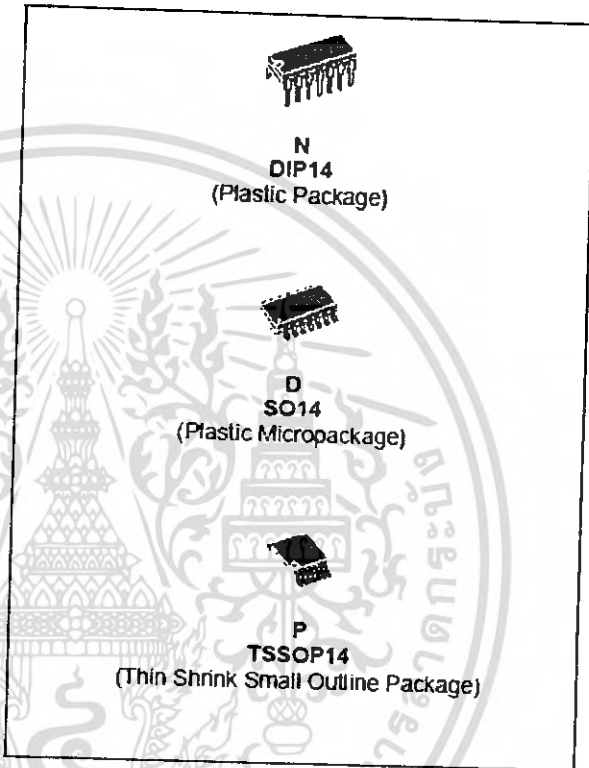 N
DIP14
(Plastic Package)
D
SO14
(Plastic Micropackage)
P
TSSOP14
(Thin Shrink Small Outline Package)